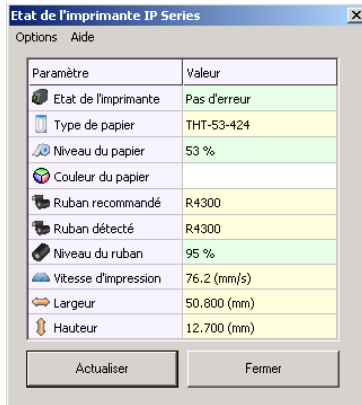 Etat de l'imprimante IP Series
Options Aide
Paramètre Valeur
Etat de l'imprimante Pas d'erreur
Type de papier THT-53-424
Niveau du papier 53 %
Couleur du papier
Ruban recommandé R4300
Ruban détecté R4300
Niveau du ruban 95 %
Vitesse d'impression 76.2 (mm/s)
Largeur 50.800 (mm)
Hauteur 12.700 (mm)
Actualiser Fermer